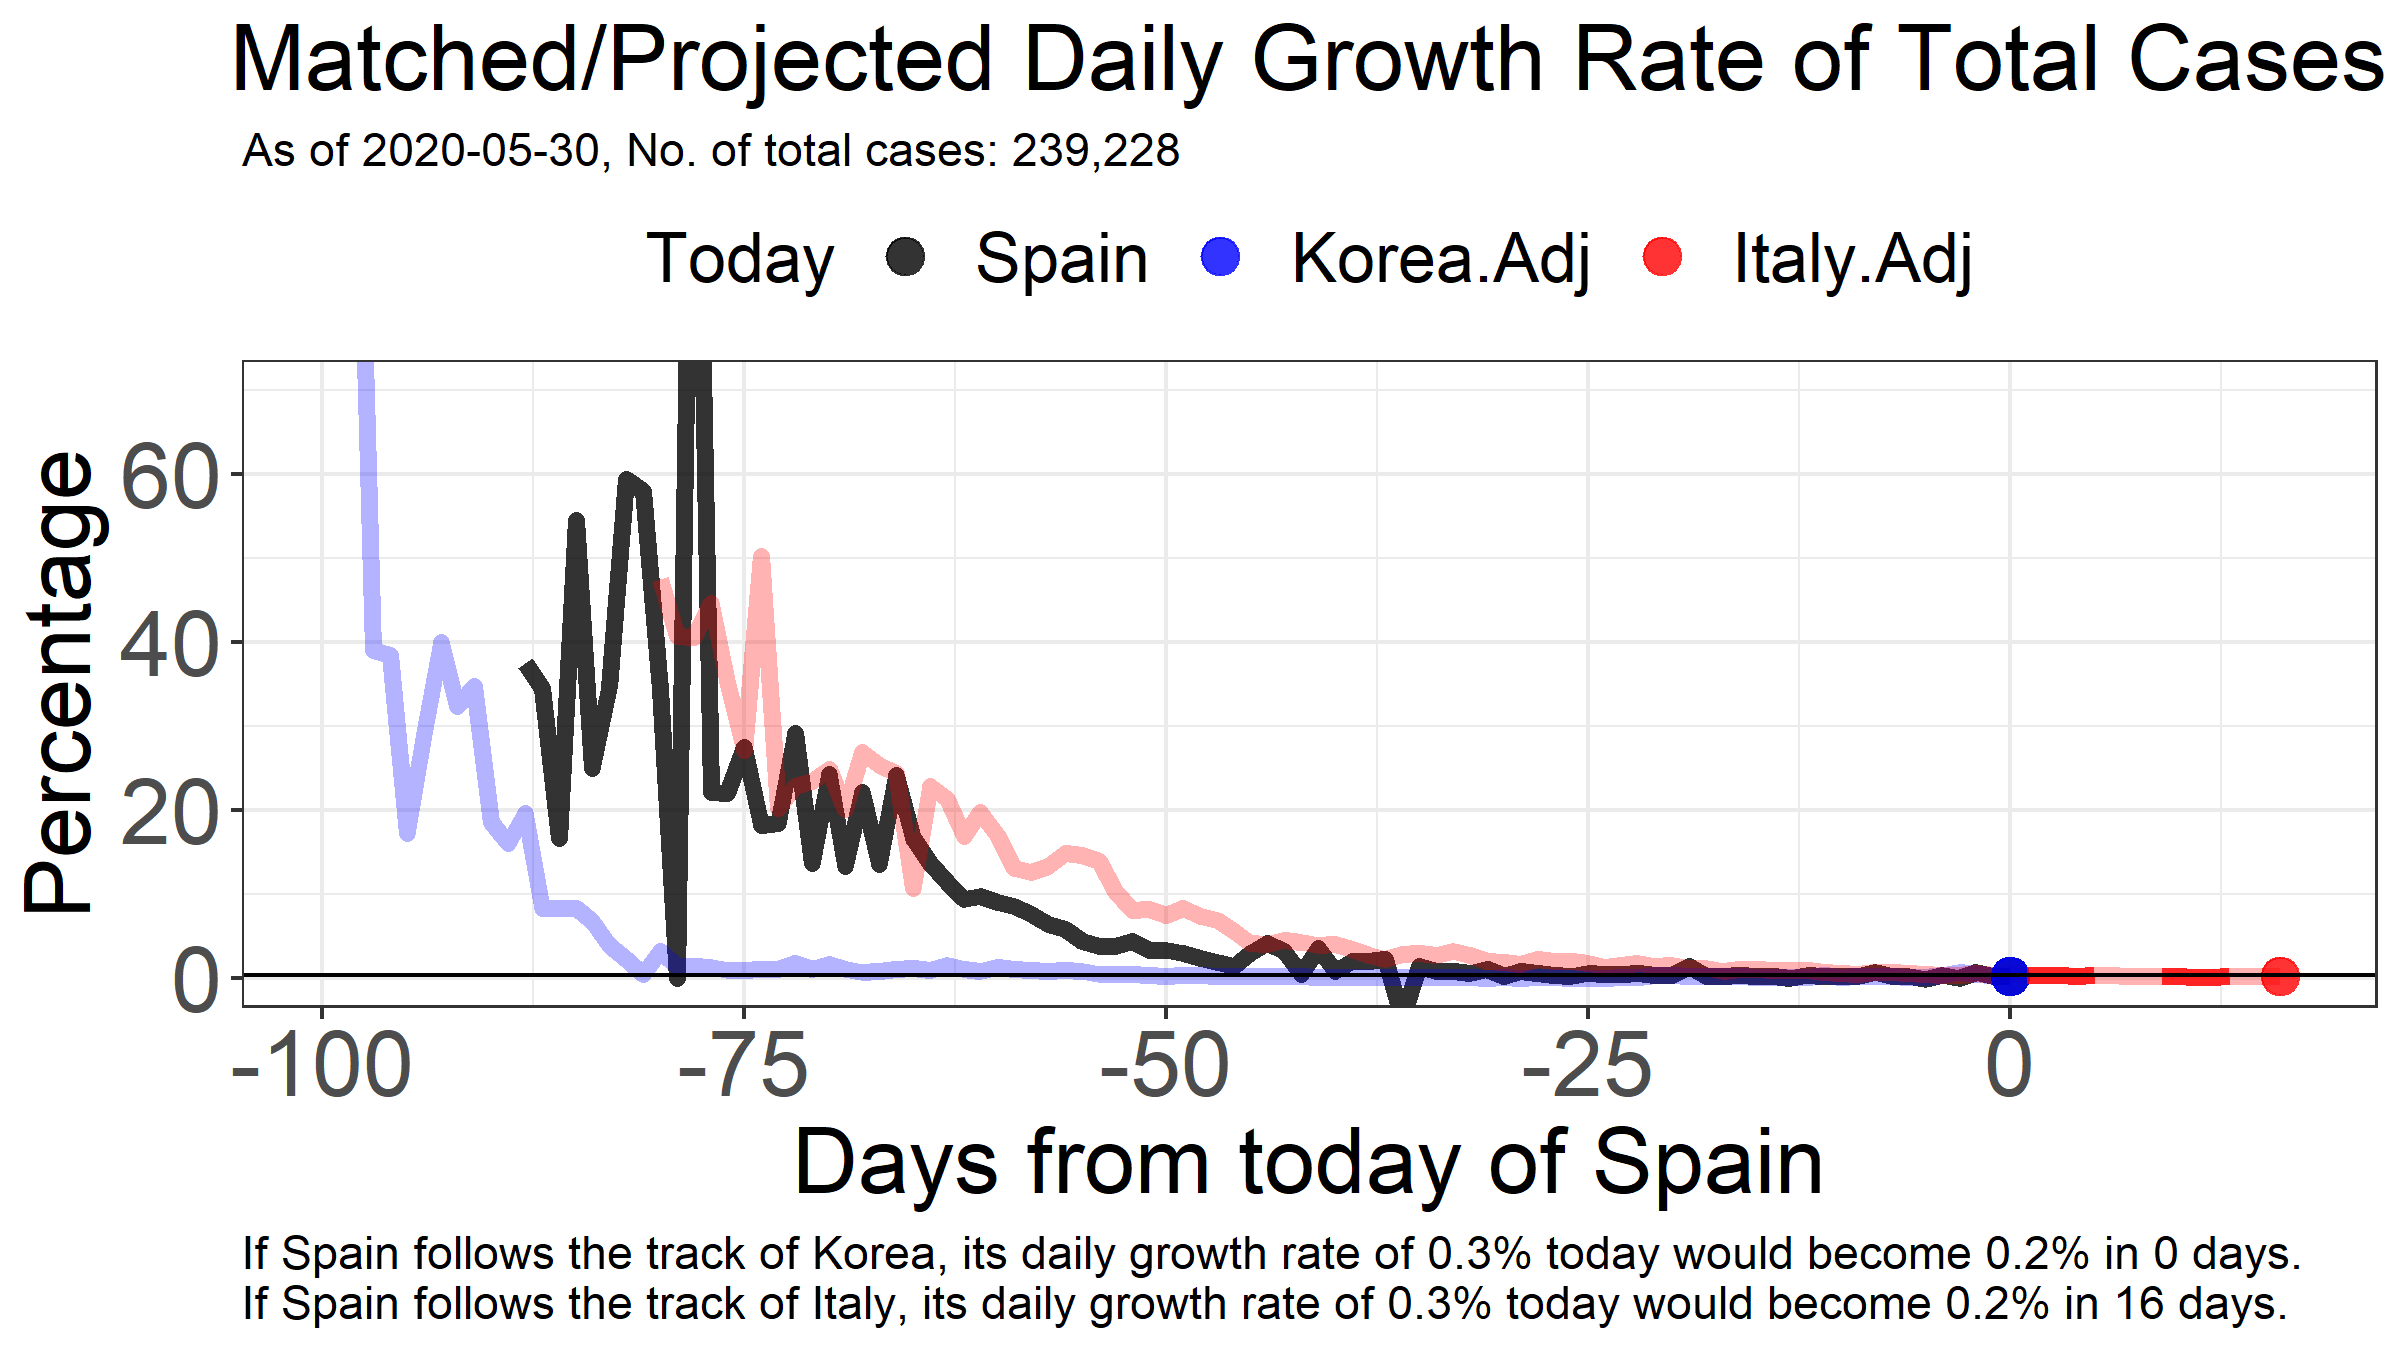 Matched/Projected Daily Growth Rate of Total Cases
As of 2020-05-30, No. of total cases: 239,228
Today Spain Korea.Adj Italy.Adj
Percentage
60
40
20
0
-100 -75 -50 -25 0
Days from today of Spain
If Spain follows the track of Korea, its daily growth rate of 0.3% today would become 0.2% in 0 days.
If Spain follows the track of Italy, its daily growth rate of 0.3% today would become 0.2% in 16 days.